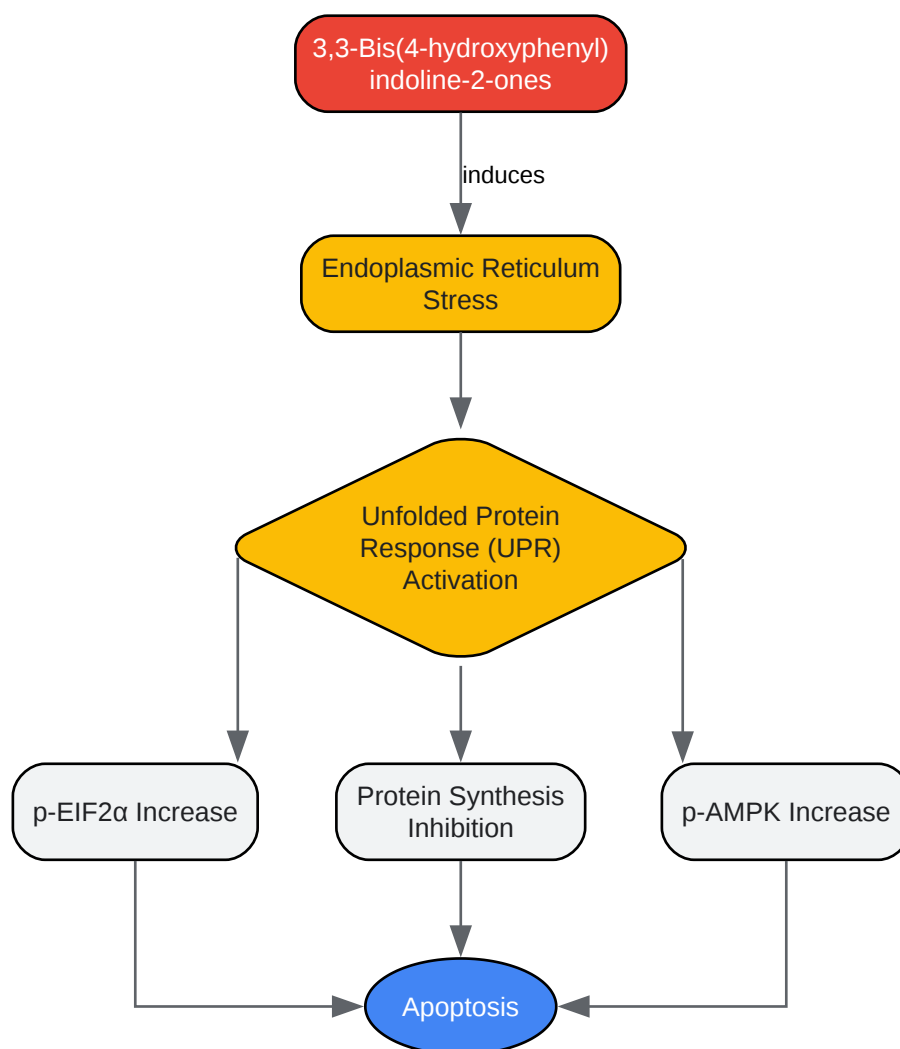 3,3-Bis(4-hydroxyphenyl)
indoline-2-ones
induces
Endoplasmic Reticulum
Stress
Unfolded Protein
Response (UPR)
Activation
p-EIF2α Increase
Protein Synthesis
Inhibition
p-AMPK Increase
Apoptosis